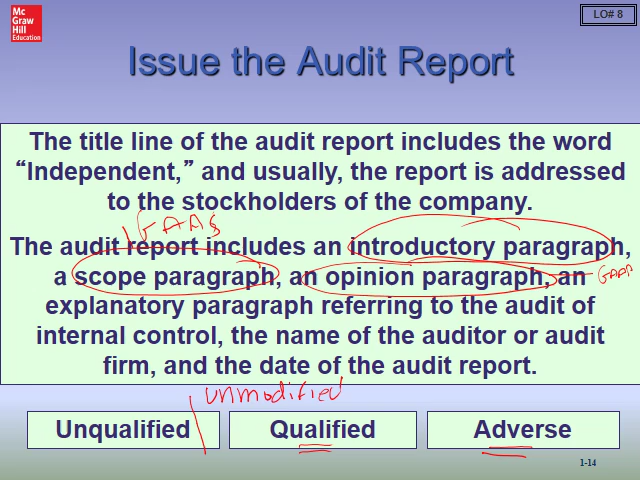 Mc
Graw
Hill
Education
LO# 8
Issue the Audit Report
The title line of the audit report includes the word
“Independent,” and usually, the report is addressed
to the stockholders of the company.
GAAS
The audit report includes an introductory paragraph,
a scope paragraph, an opinion paragraph, an
GAAP
explanatory paragraph referring to the audit of
internal control, the name of the auditor or audit
firm, and the date of the audit report.
unmodified
Unqualified
Qualified
Adverse
1-14